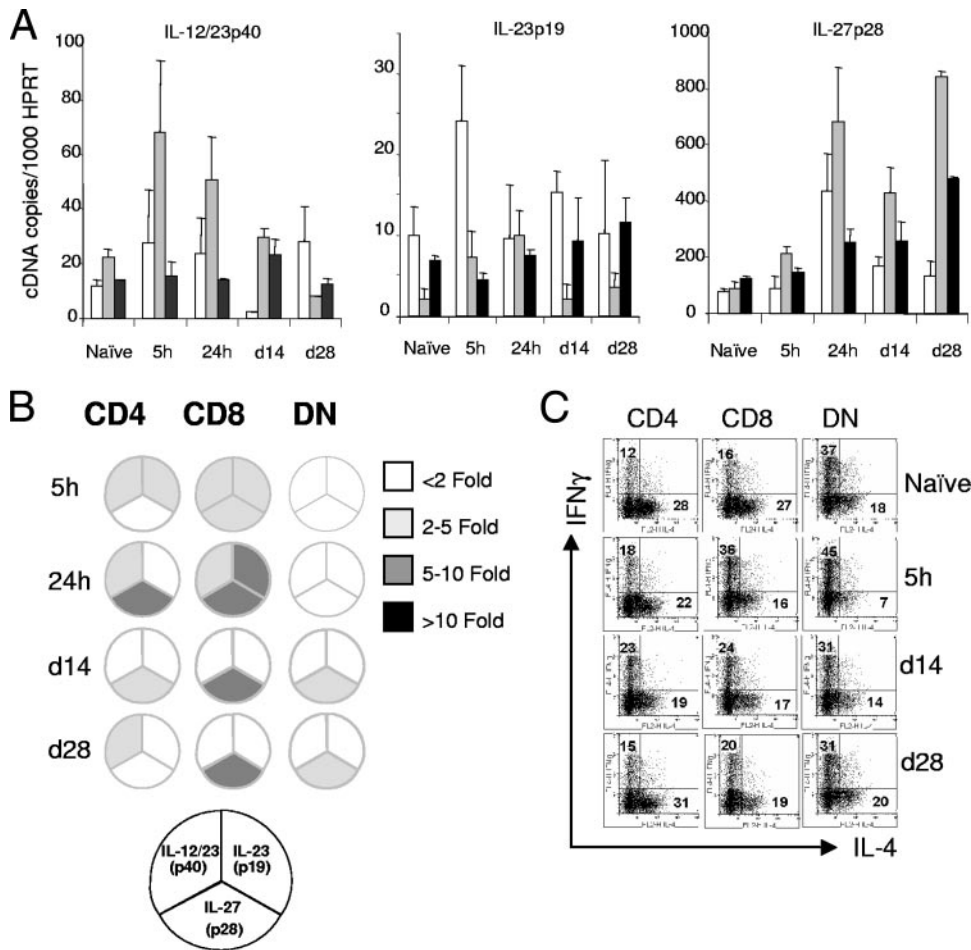 A
IL-12/23p40
IL-23p19
IL-27p28
cDNA copies/1000 HPRT
100
80
60
40
20
0
Naïve 5h 24h d14 d28
30
20
10
0
Naïve 5h 24h d14 d28
1000
800
600
400
200
0
Naïve 5h 24h d14 d28
B
CD4 CD8 DN
5h
24h
d14
d28
<2 Fold
2-5 Fold
5-10 Fold
>10 Fold
IL-12/23 (p40)
IL-23 (p19)
IL-27 (p28)
C
CD4 CD8 DN
IFNγ
12 28 16 27 37 18 Naïve
18 22 38 16 45 7 5h
23 19 24 17 31 14 d14
15 31 20 19 31 20 d28
IL-4